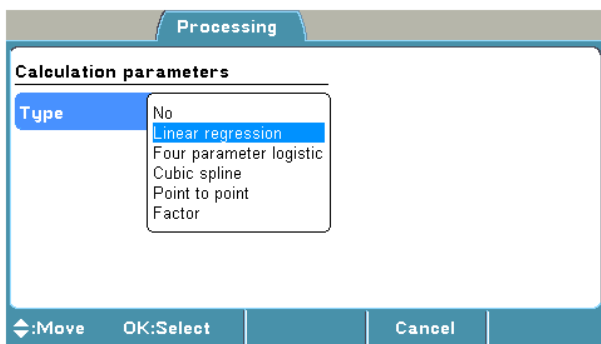 Processing
Calculation parameters
Type
No
Linear regression
Four parameter logistic
Cubic spline
Point to point
Factor
:Move OK:Select Cancel